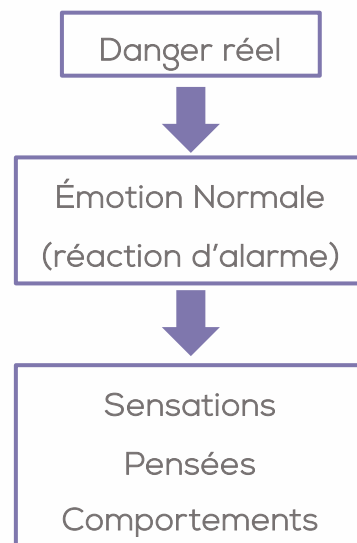 Danger réel
Émotion Normale
(réaction d'alarme)
Sensations
Pensées
Comportements